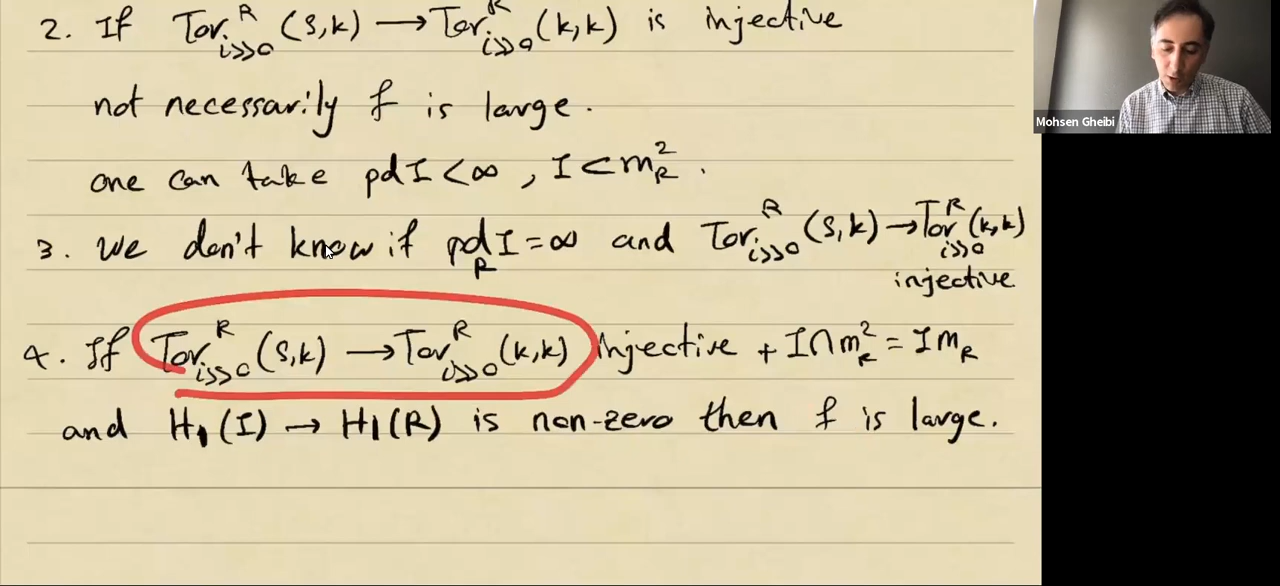 2. If Tor^R_{i>>0}(S,k) → Tor^R_{i>>0}(k,k) is injective
not necessarily f is large.
one can take pd I < ∞, I ⊂ m_R^2.
3. We don't know if pd_R I = ∞ and Tor^R_{i>>0}(S,k) → Tor^R_{i>>0}(k,k)
injective
4. If Tor^R_{i>>0}(S,k) → Tor^R_{i>>0}(k,k) injective + I∩m_R^2 = I m_R
and H_1(I) → H_1(R) is non-zero then f is large.
Mohsen Gheibi